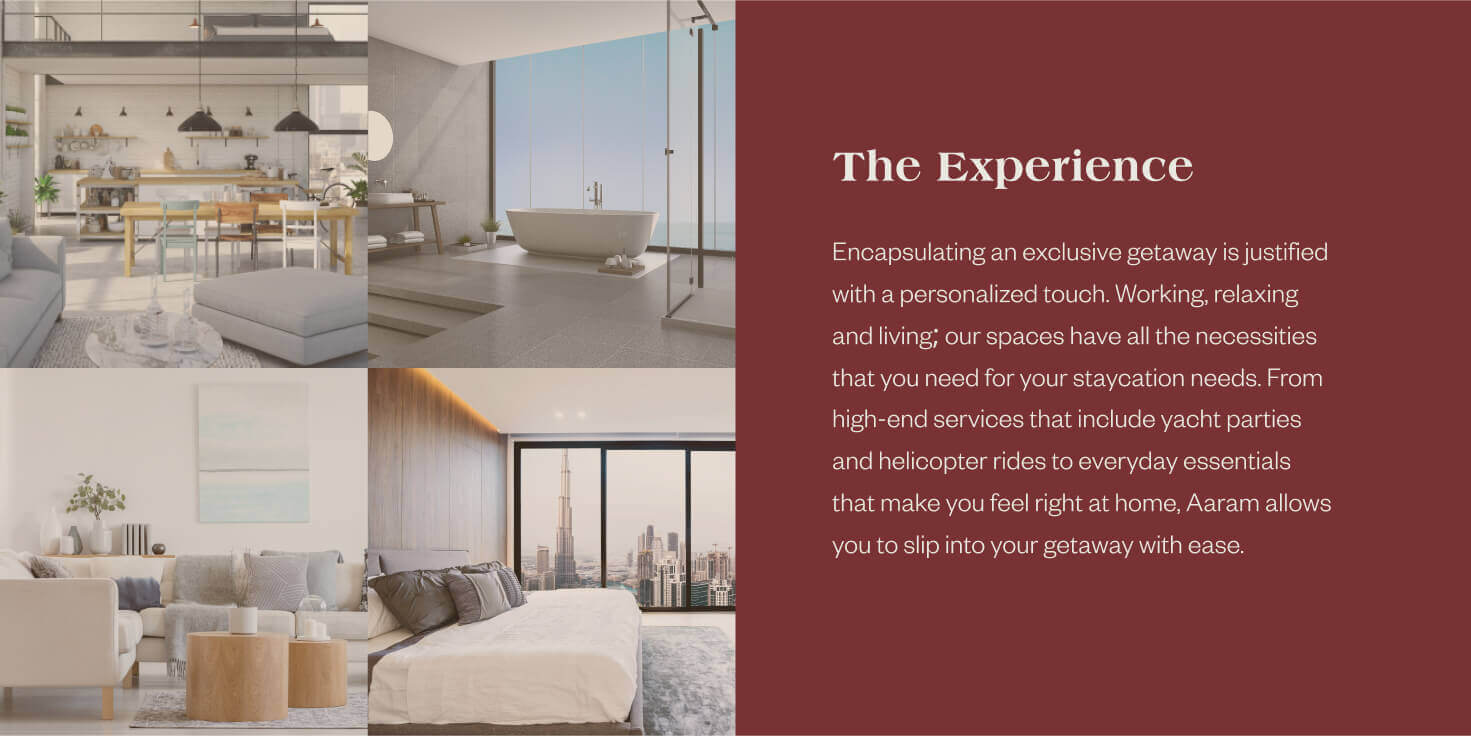 The Experience
Encapsulating an exclusive getaway is justified
with a personalized touch. Working, relaxing
and living; our spaces have all the necessities
that you need for your staycation needs. From
high-end services that include yacht parties
and helicopter rides to everyday essentials
that make you feel right at home, Aaram allows
you to slip into your getaway with ease.